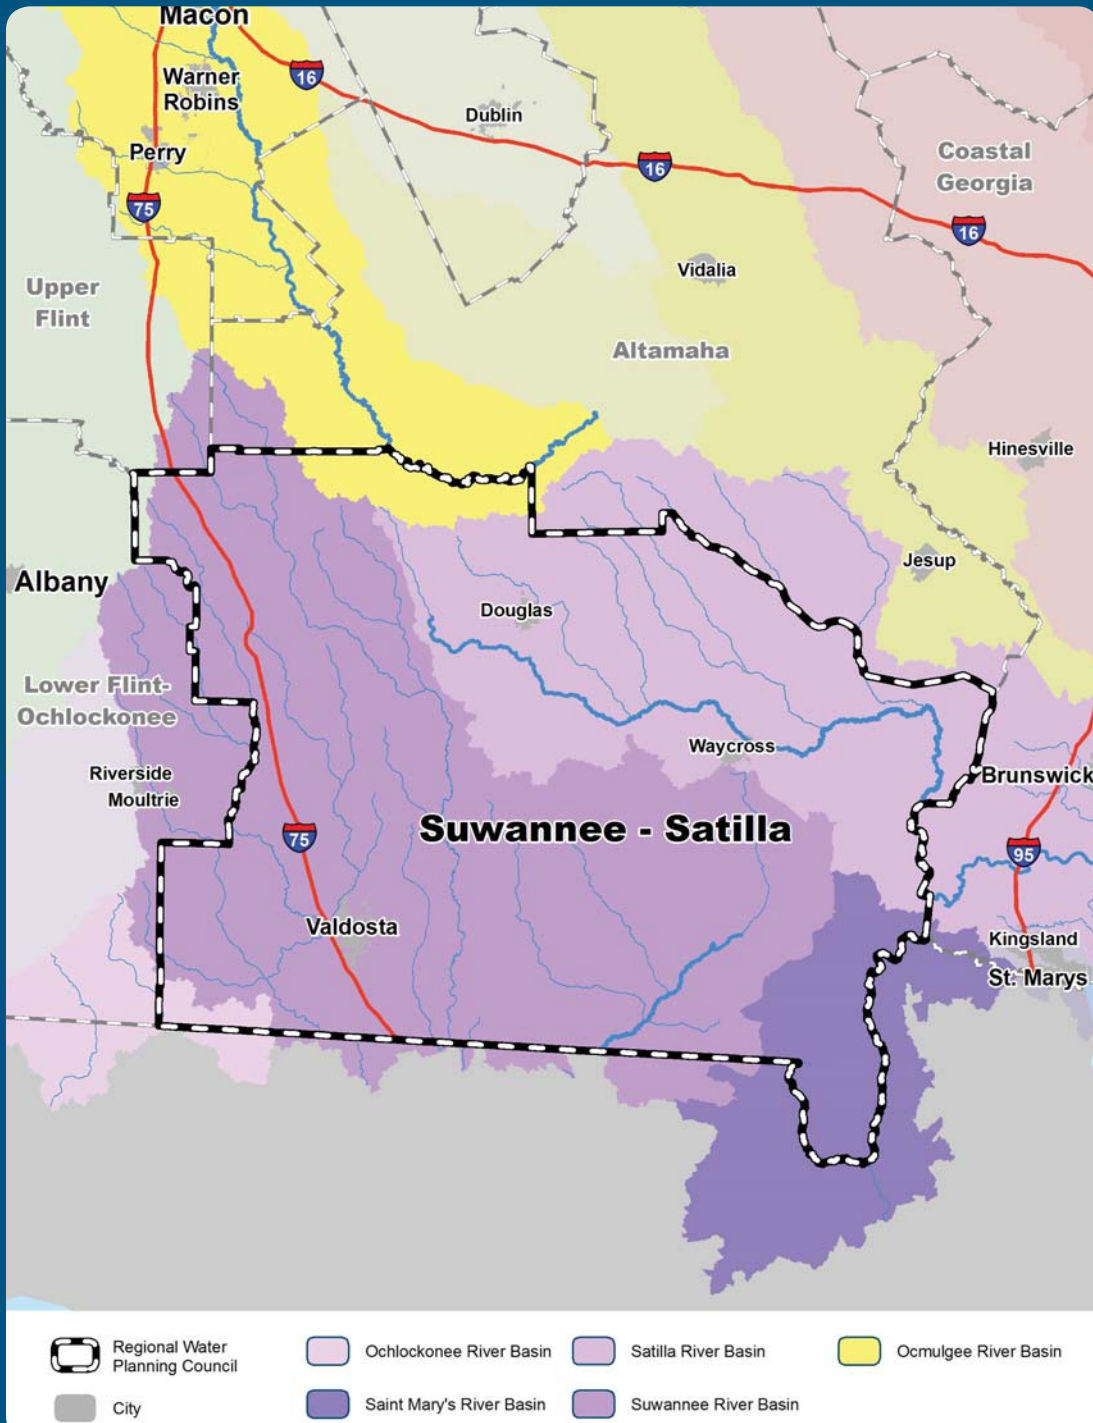 Macon
16
Warner
Robins
Dublin
Perry
16
Coastal
Georgia
75
16
Upper
Flint
Vidalia
Altamaha
Hinesville
Albany
Jesup
Douglas
Lower Flint-
Ochlockonee
Waycross
Riverside
Moultrie
Brunswick
Suwannee - Satilla
75
95
Valdosta
Kingsland
St. Marys
Regional Water
Planning Council
City
Ochlockonee River Basin
Saint Mary's River Basin
Satilla River Basin
Suwannee River Basin
Ocmulgee River Basin